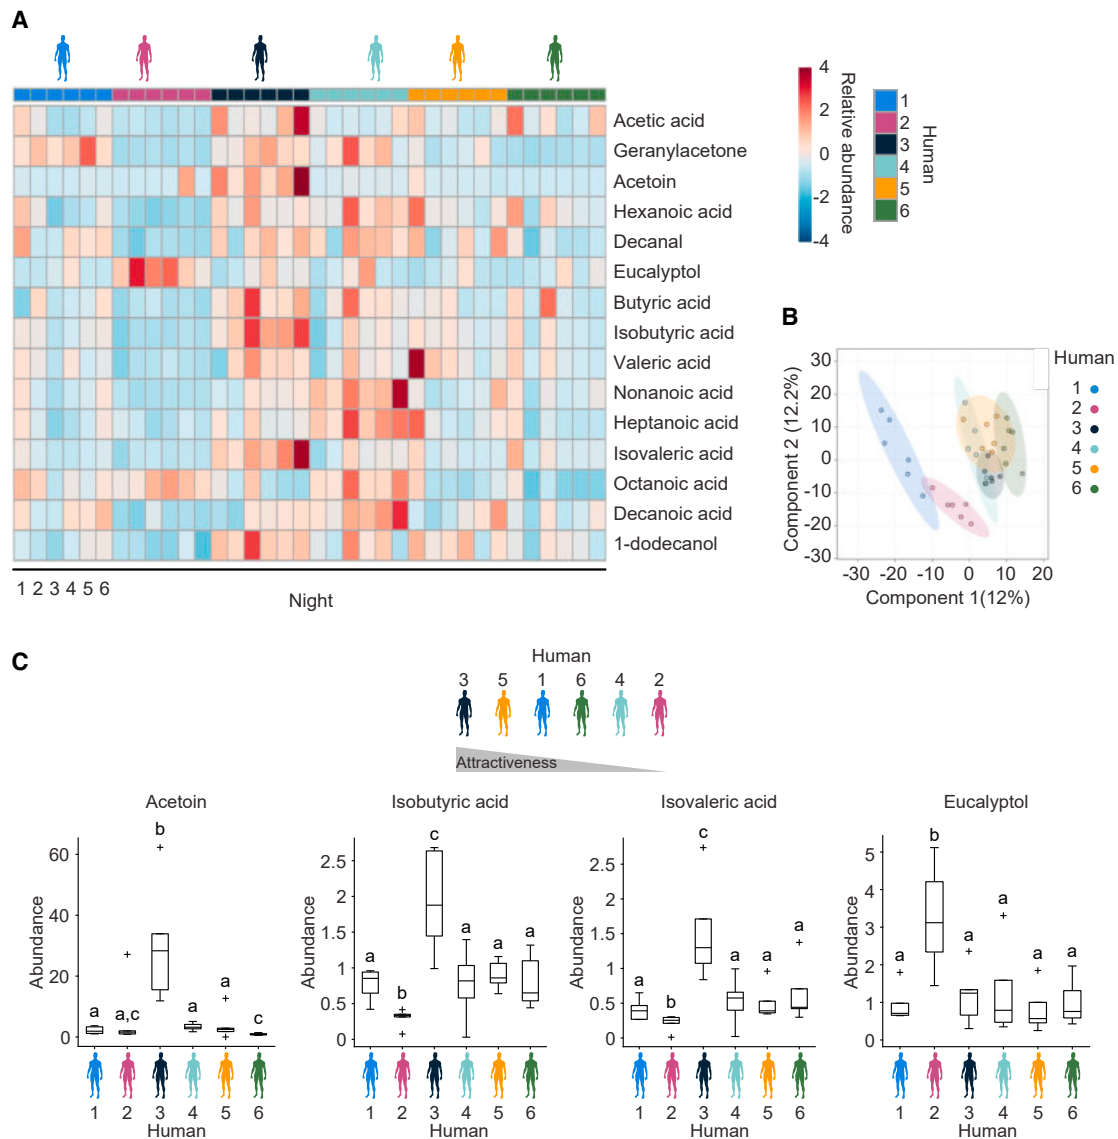 A
Acetic acid
Geranylacetone
Acetoin
Hexanoic acid
Decanal
Eucalyptol
Butyric acid
Isobutyric acid
Valeric acid
Nonanoic acid
Heptanoic acid
Isovaleric acid
Octanoic acid
Decanoic acid
1-dodecanol
1 2 3 4 5 6
Night
4
2
0
-2
-4
Relative abundance
1
2
3
4
5
6
Human
B
30
20
10
0
-10
-20
-30
Component 2 (12.2%)
-30 -20 -10 0 10 20
Component 1(12%)
Human
1
2
3
4
5
6
C
Human
3 5 1 6 4 2
Attractiveness
Acetoin
60
40
20
0
Abundance
a a,c b a a c
1 2 3 4 5 6
Human
Isobutyric acid
2.5
2
1.5
1
0.5
0
Abundance
a b c a a a
1 2 3 4 5 6
Human
Isovaleric acid
2.5
2
1.5
1
0.5
0
Abundance
a b c a a a
1 2 3 4 5 6
Human
Eucalyptol
5
4
3
2
1
0
Abundance
a b a a a a
1 2 3 4 5 6
Human